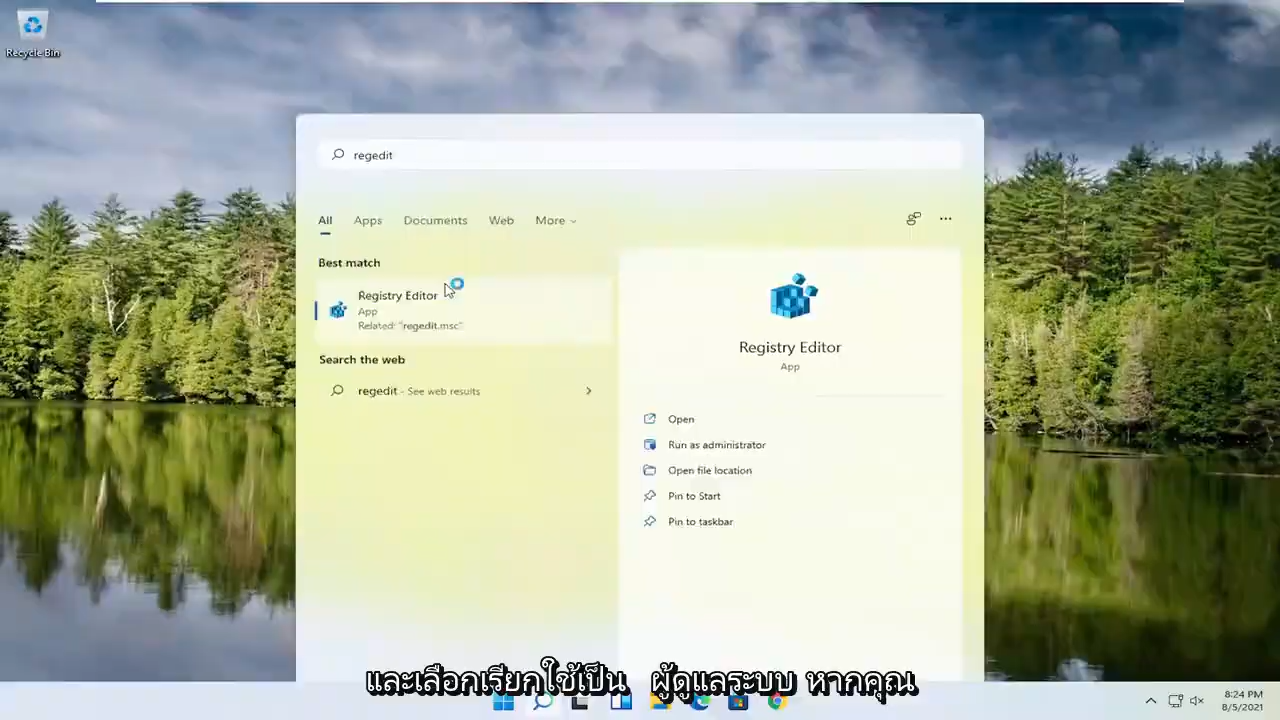 Recycle Bin
regedit
All Apps Documents Web More
Best match
Registry Editor
App
Related: "regedit.msc"
Search the web
regedit - See web results
Registry Editor
App
Open
Run as administrator
Open file location
Pin to Start
Pin to taskbar
และเลือกเรียกใช้เป็น ผู้ดูแลระบบ หากคุณ
8:24 PM
8/5/2021